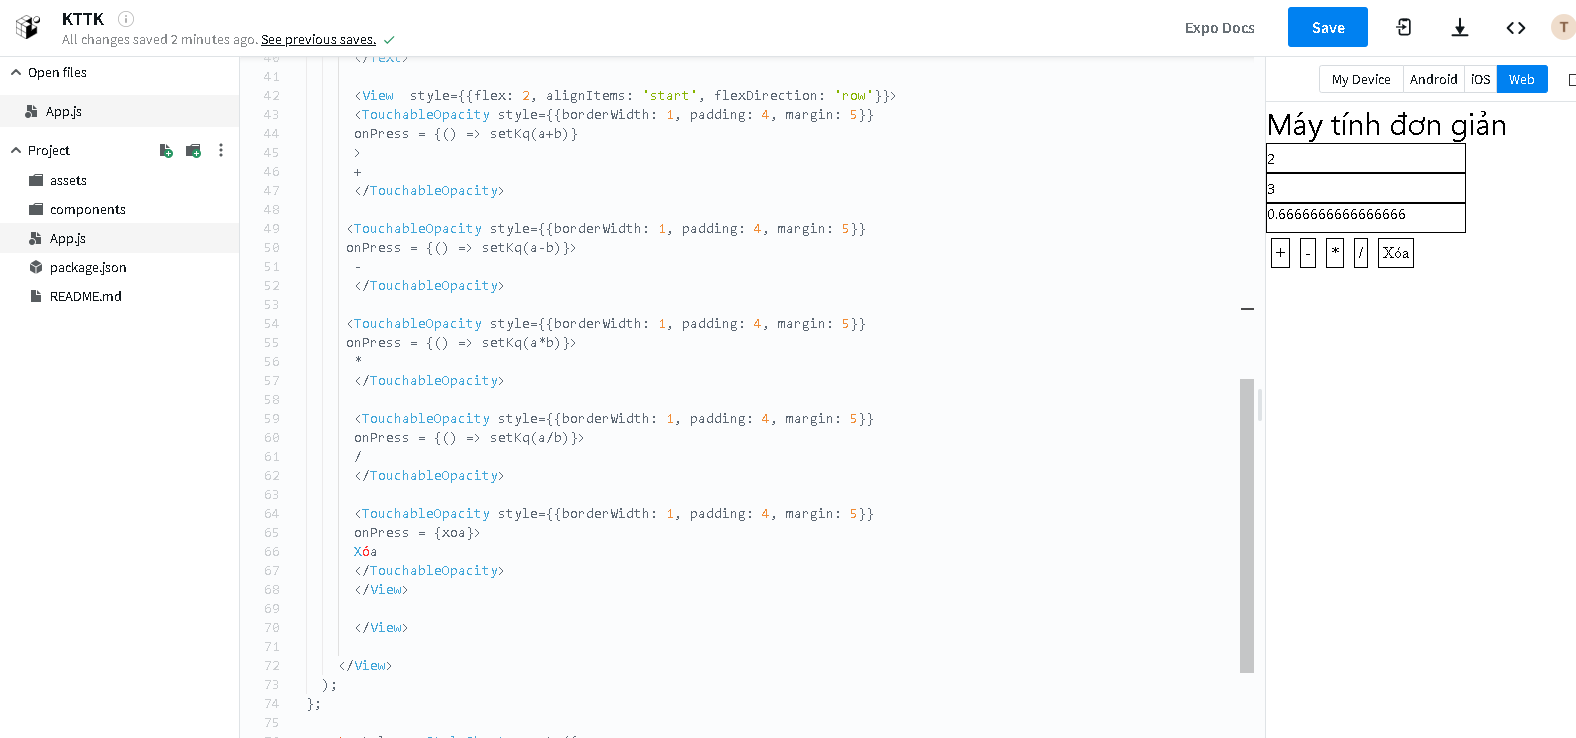 KTTK
All changes saved 2 minutes ago. See previous saves.
Expo Docs
Save
T
Open files
App.js
Project
assets
components
App.js
package.json
README.md
40 </Text>
41
42 <View  style={{flex: 2, alignItems: 'start', flexDirection: 'row'}}>
43 <TouchableOpacity style={{borderWidth: 1, padding: 4, margin: 5}}
44 onPress = {() => setKq(a+b)}
45 >
46 +
47 </TouchableOpacity>
48
49 <TouchableOpacity style={{borderWidth: 1, padding: 4, margin: 5}}
50 onPress = {() => setKq(a-b)}>
51 -
52 </TouchableOpacity>
53
54 <TouchableOpacity style={{borderWidth: 1, padding: 4, margin: 5}}
55 onPress = {() => setKq(a*b)}>
56 *
57 </TouchableOpacity>
58
59 <TouchableOpacity style={{borderWidth: 1, padding: 4, margin: 5}}
60 onPress = {() => setKq(a/b)}>
61 /
62 </TouchableOpacity>
63
64 <TouchableOpacity style={{borderWidth: 1, padding: 4, margin: 5}}
65 onPress = {xoa}>
66 Xóa
67 </TouchableOpacity>
68 </View>
69
70 </View>
71
72 </View>
73 );
74 };
75
My Device Android iOS Web
Máy tính đơn giản
2
3
0.6666666666666666
+ - * / Xóa